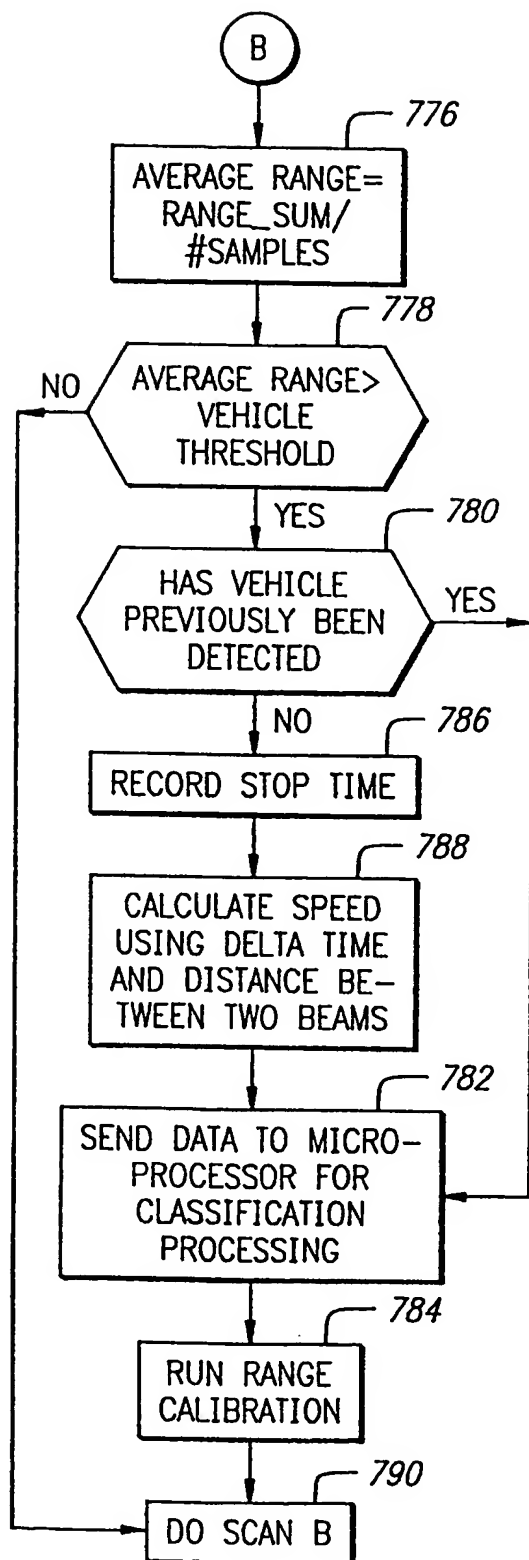 B
776
AVERAGE RANGE=
RANGE_SUM/
#SAMPLES
778
NO
AVERAGE RANGE>
VEHICLE
THRESHOLD
YES
780
HAS VEHICLE
PREVIOUSLY BEEN
DETECTED
YES
NO
786
RECORD STOP TIME
788
CALCULATE SPEED
USING DELTA TIME
AND DISTANCE BE-
TWEEN TWO BEAMS
782
SEND DATA TO MICRO-
PROCESSOR FOR
CLASSIFICATION
PROCESSING
784
RUN RANGE
CALIBRATION
790
DO SCAN B